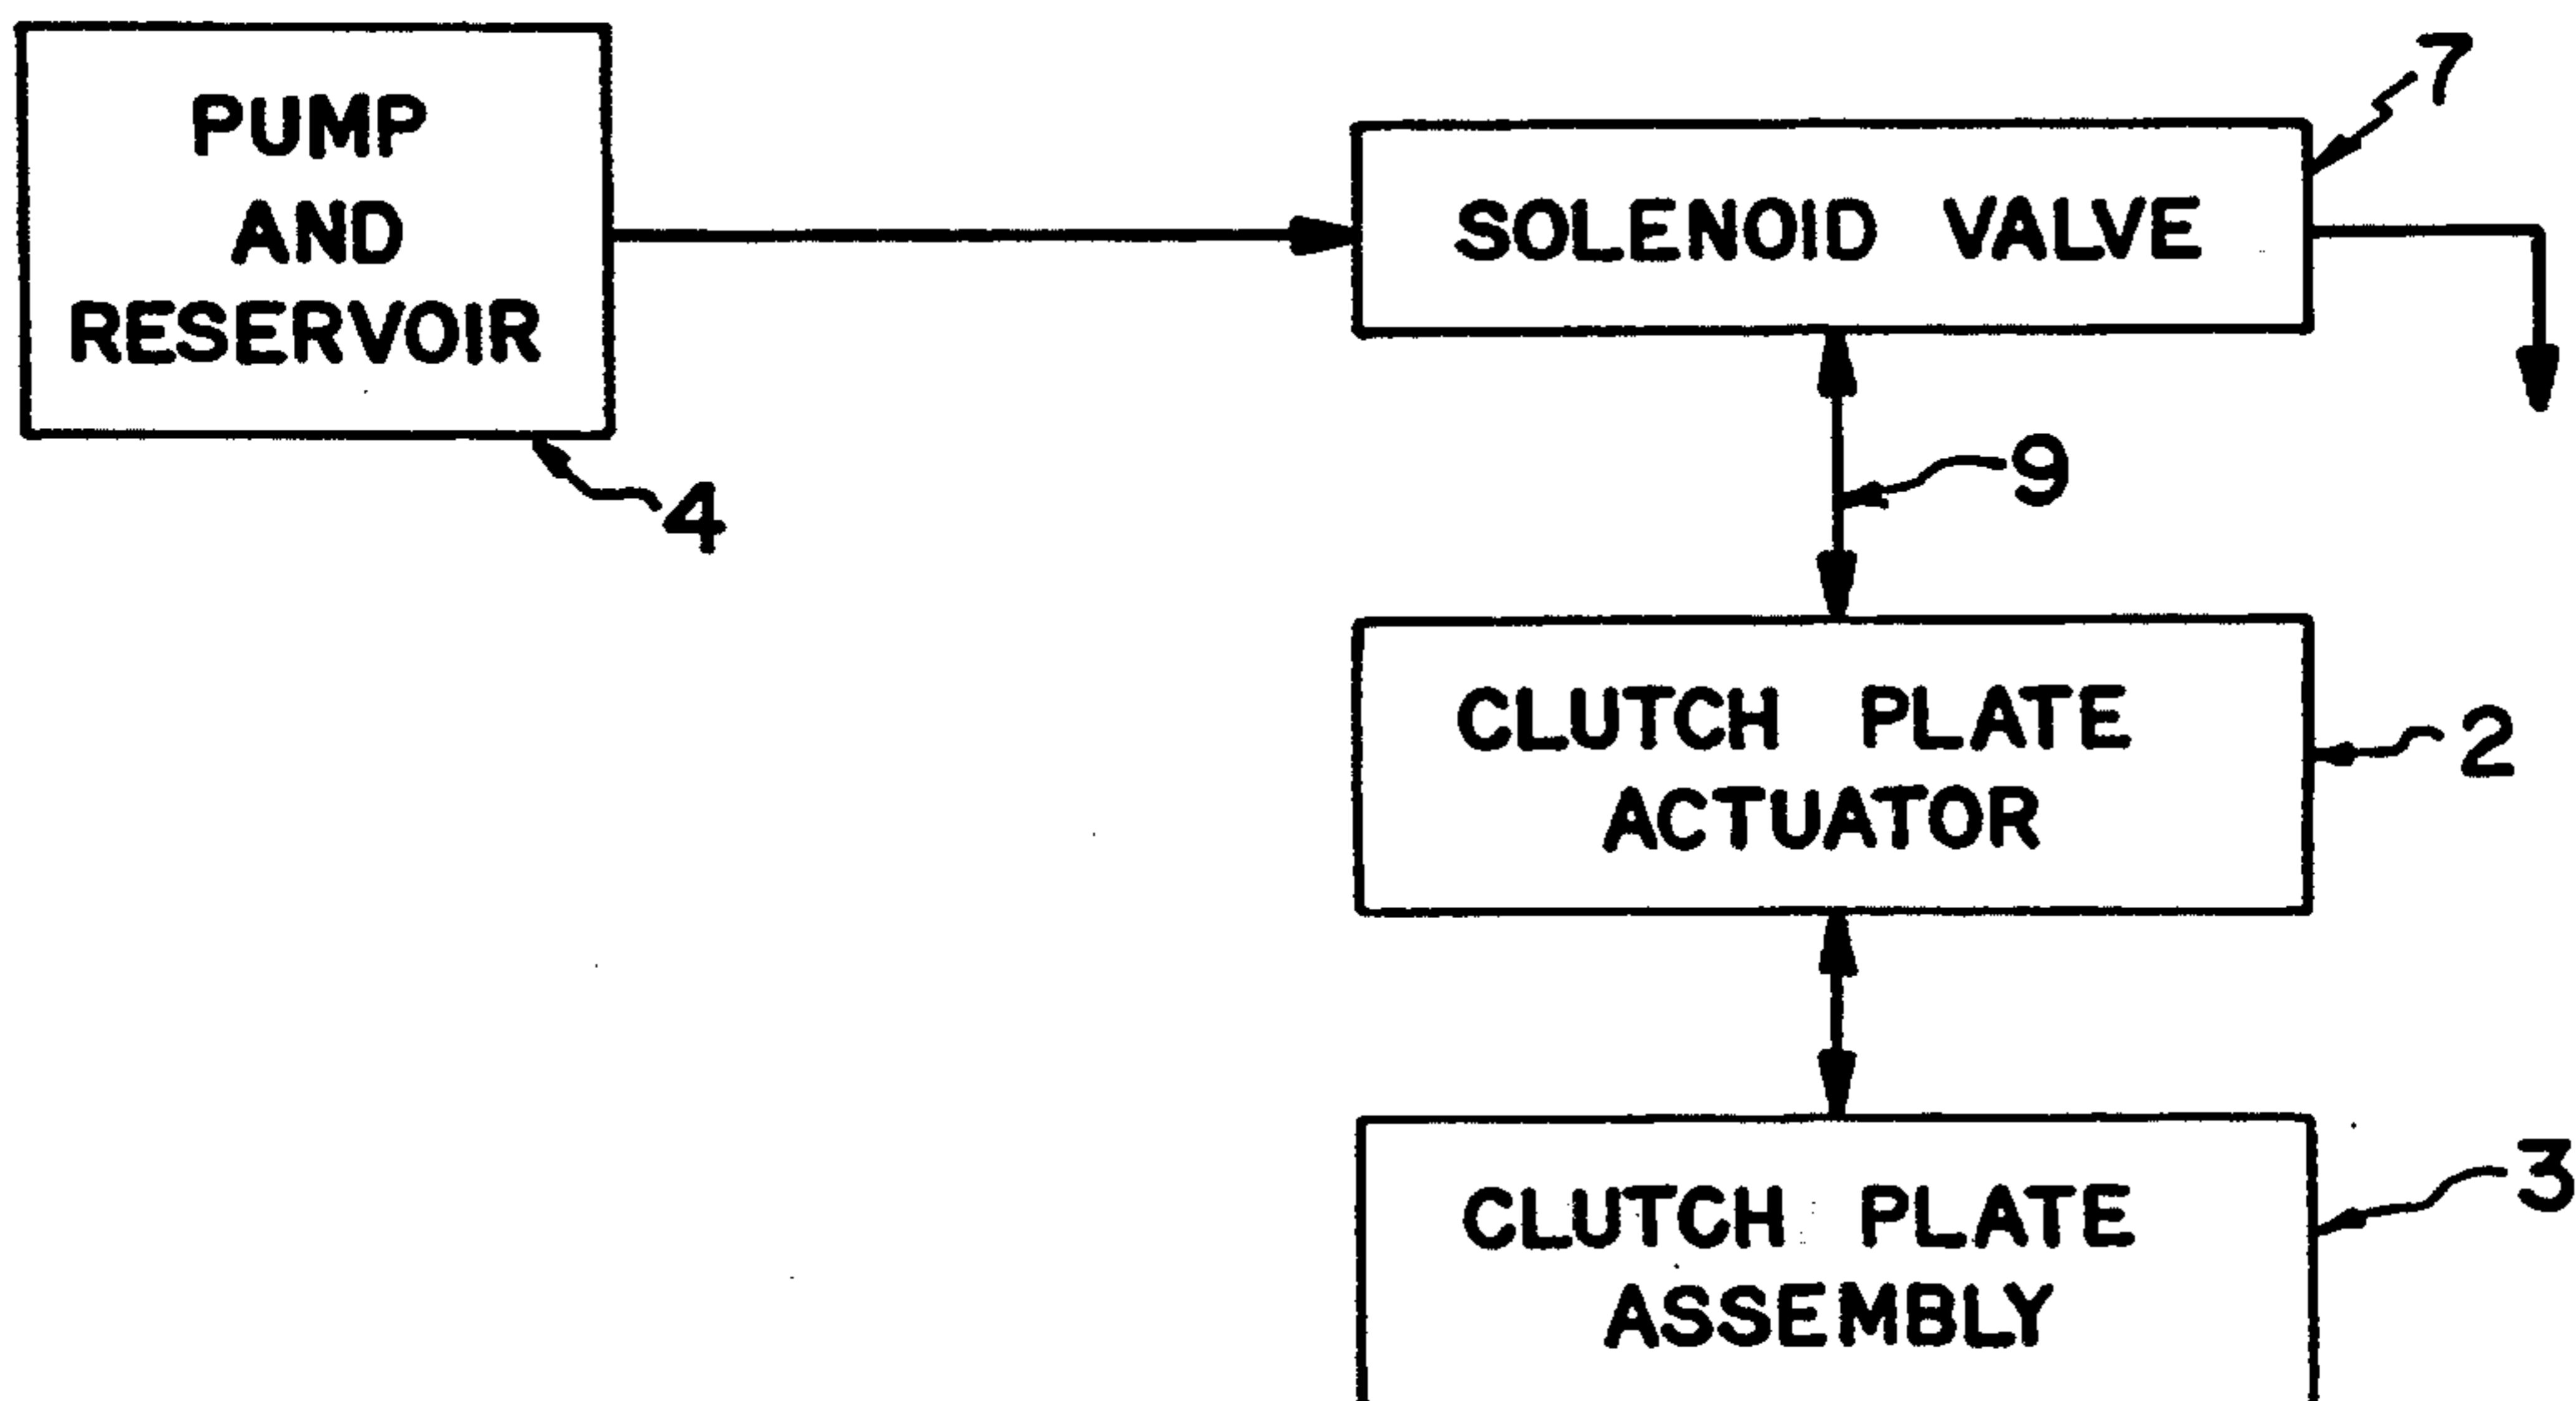 PUMP
AND
RESERVOIR
4
SOLENOID VALVE
7
9
CLUTCH PLATE
ACTUATOR
2
CLUTCH PLATE
ASSEMBLY
3